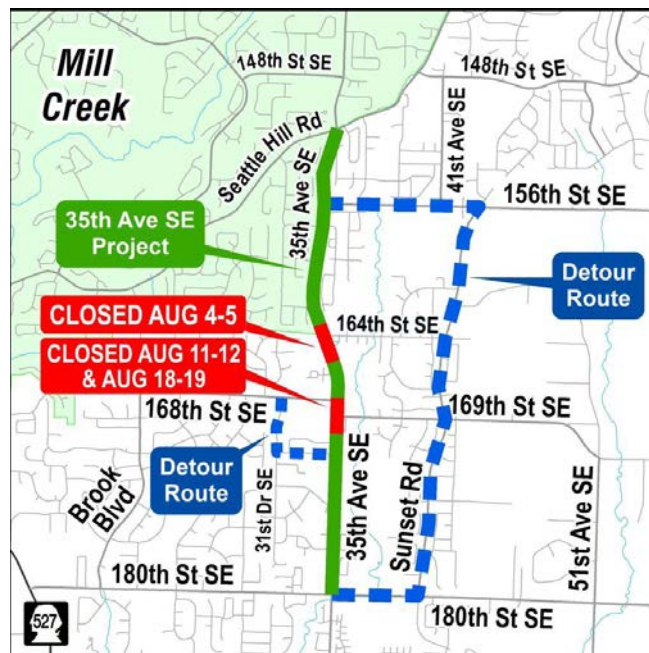 Mill
Creek
148th St SE
148th St SE
Seattle Hill Rd
35th Ave SE
41st Ave SE
156th St SE
35th Ave SE
Project
Detour
Route
CLOSED AUG 4-5
164th St SE
CLOSED AUG 11-12
& AUG 18-19
168th St SE
169th St SE
Detour
Route
31st Dr SE
Brook
Blvd
35th Ave SE
Sunset Rd
51st Ave SE
180th St SE
180th St SE
527